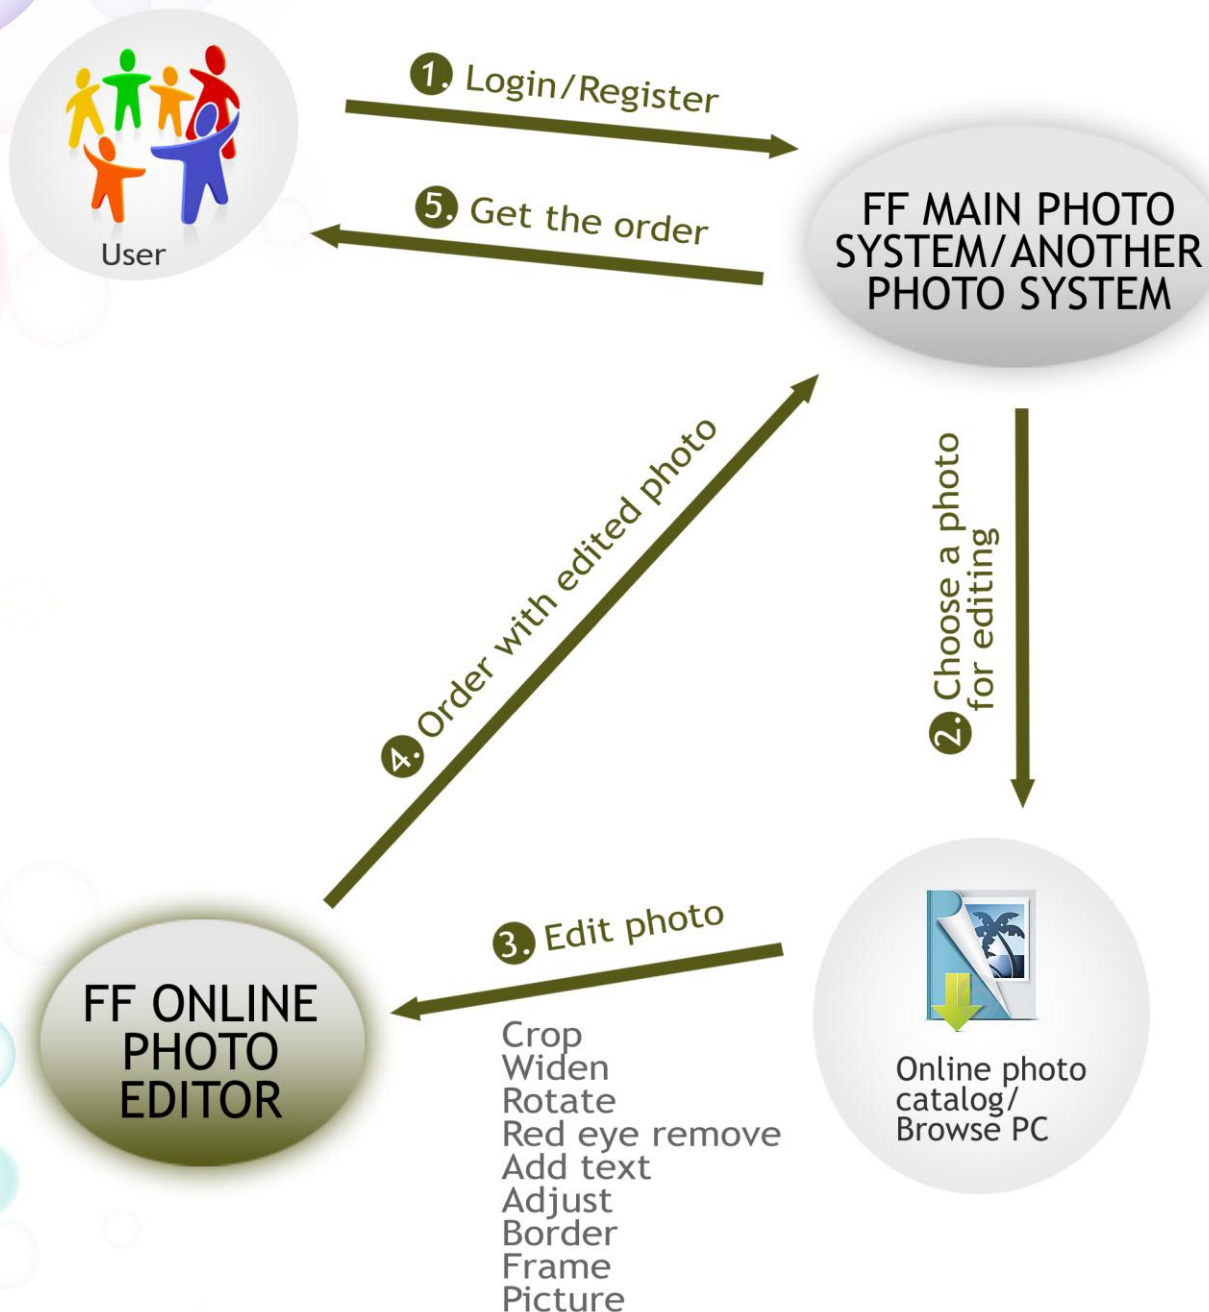 1. Login/Register
User
5. Get the order
FF MAIN PHOTO
SYSTEM/ANOTHER
PHOTO SYSTEM
2. Choose a photo
for editing
4. Order with edited photo
3. Edit photo
FF ONLINE
PHOTO
EDITOR
Crop
Widen
Rotate
Red eye remove
Add text
Adjust
Border
Frame
Picture
Online photo
catalog/
Browse PC